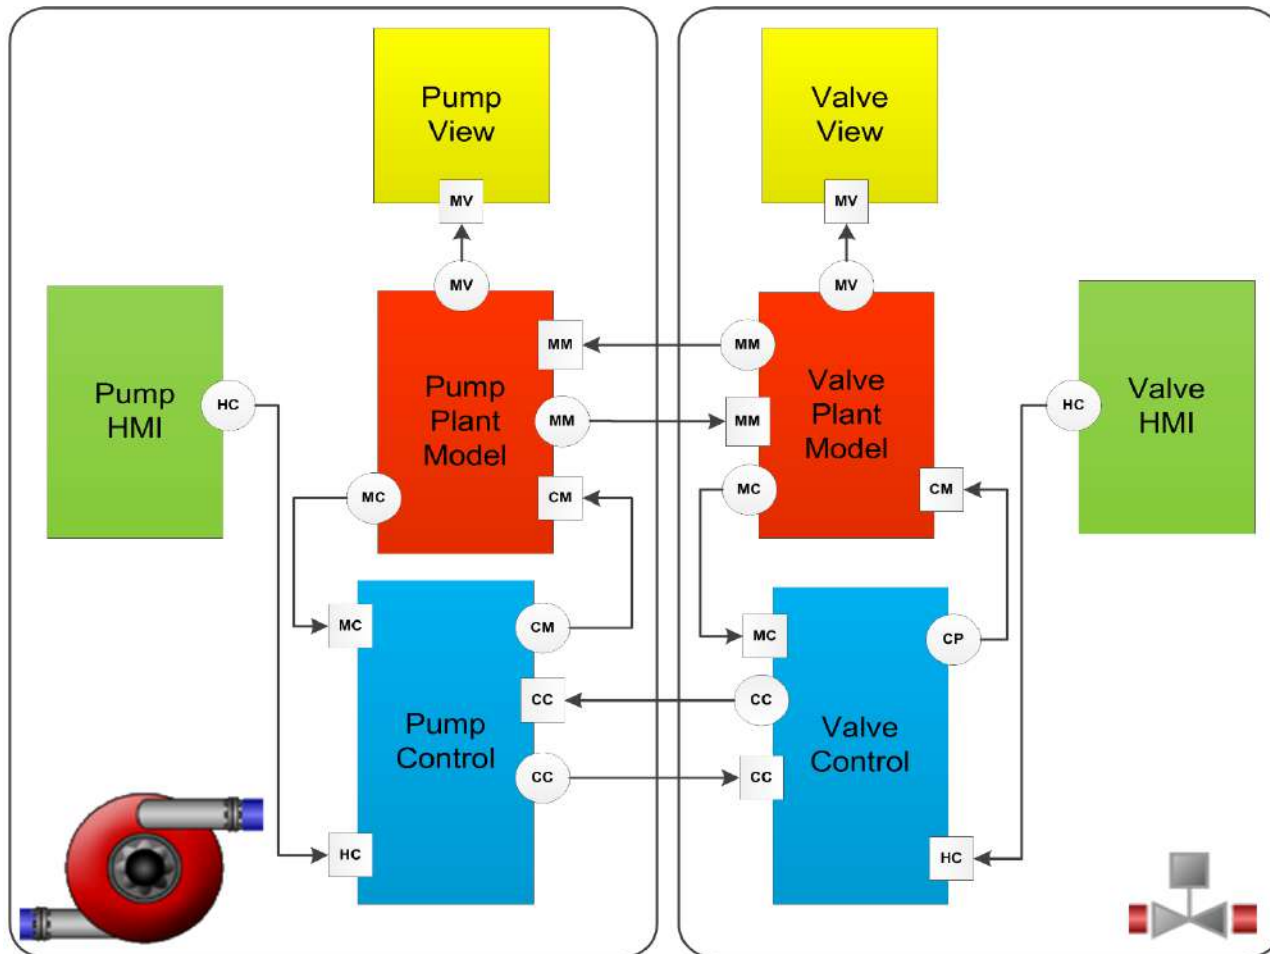 Pump
View
MV
MV
Pump
HMI
HC
Pump
Plant
Model
MM
MM
MC
CM
Pump
Control
MC
CM
CC
CC
HC
Valve
View
MV
MV
Valve
Plant
Model
MM
MM
MC
CM
Valve
HMI
HC
Valve
Control
MC
CP
CC
CC
HC